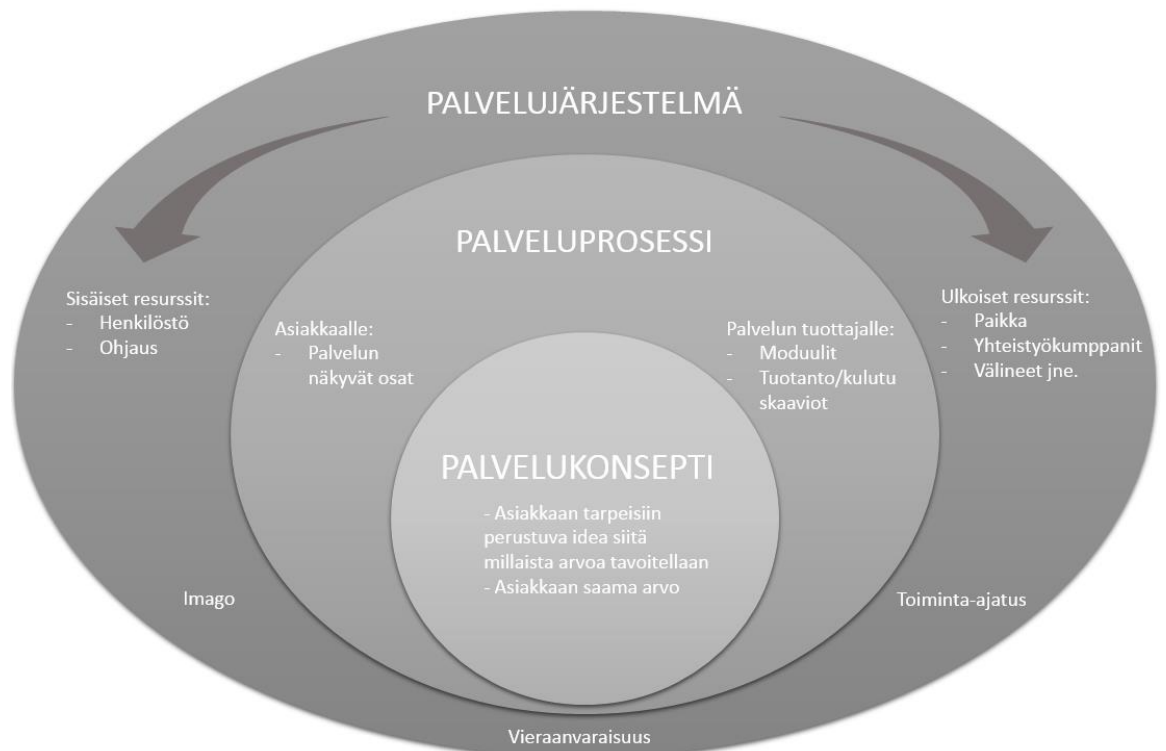 PALVELUJÄRJESTELMÄ
PALVELUPROSESSI
Sisäiset resurssit:
- Henkilöstö
- Ohjaus
Asiakkaalle:
- Palvelun
näkyvät osat
Palvelun tuottajalle:
- Moduulit
- Tuotanto/kulutu
skaaviot
Ulkoiset resurssit:
- Paikka
- Yhteistyökumppanit
- Välineet jne.
PALVELUKONSEPTI
- Asiakkaan tarpeisiin
perustuva idea siitä
millaista arvoa tavoitellaan
- Asiakkaan saama arvo
Imago
Toiminta-ajatus
Vieraanvaraisuus